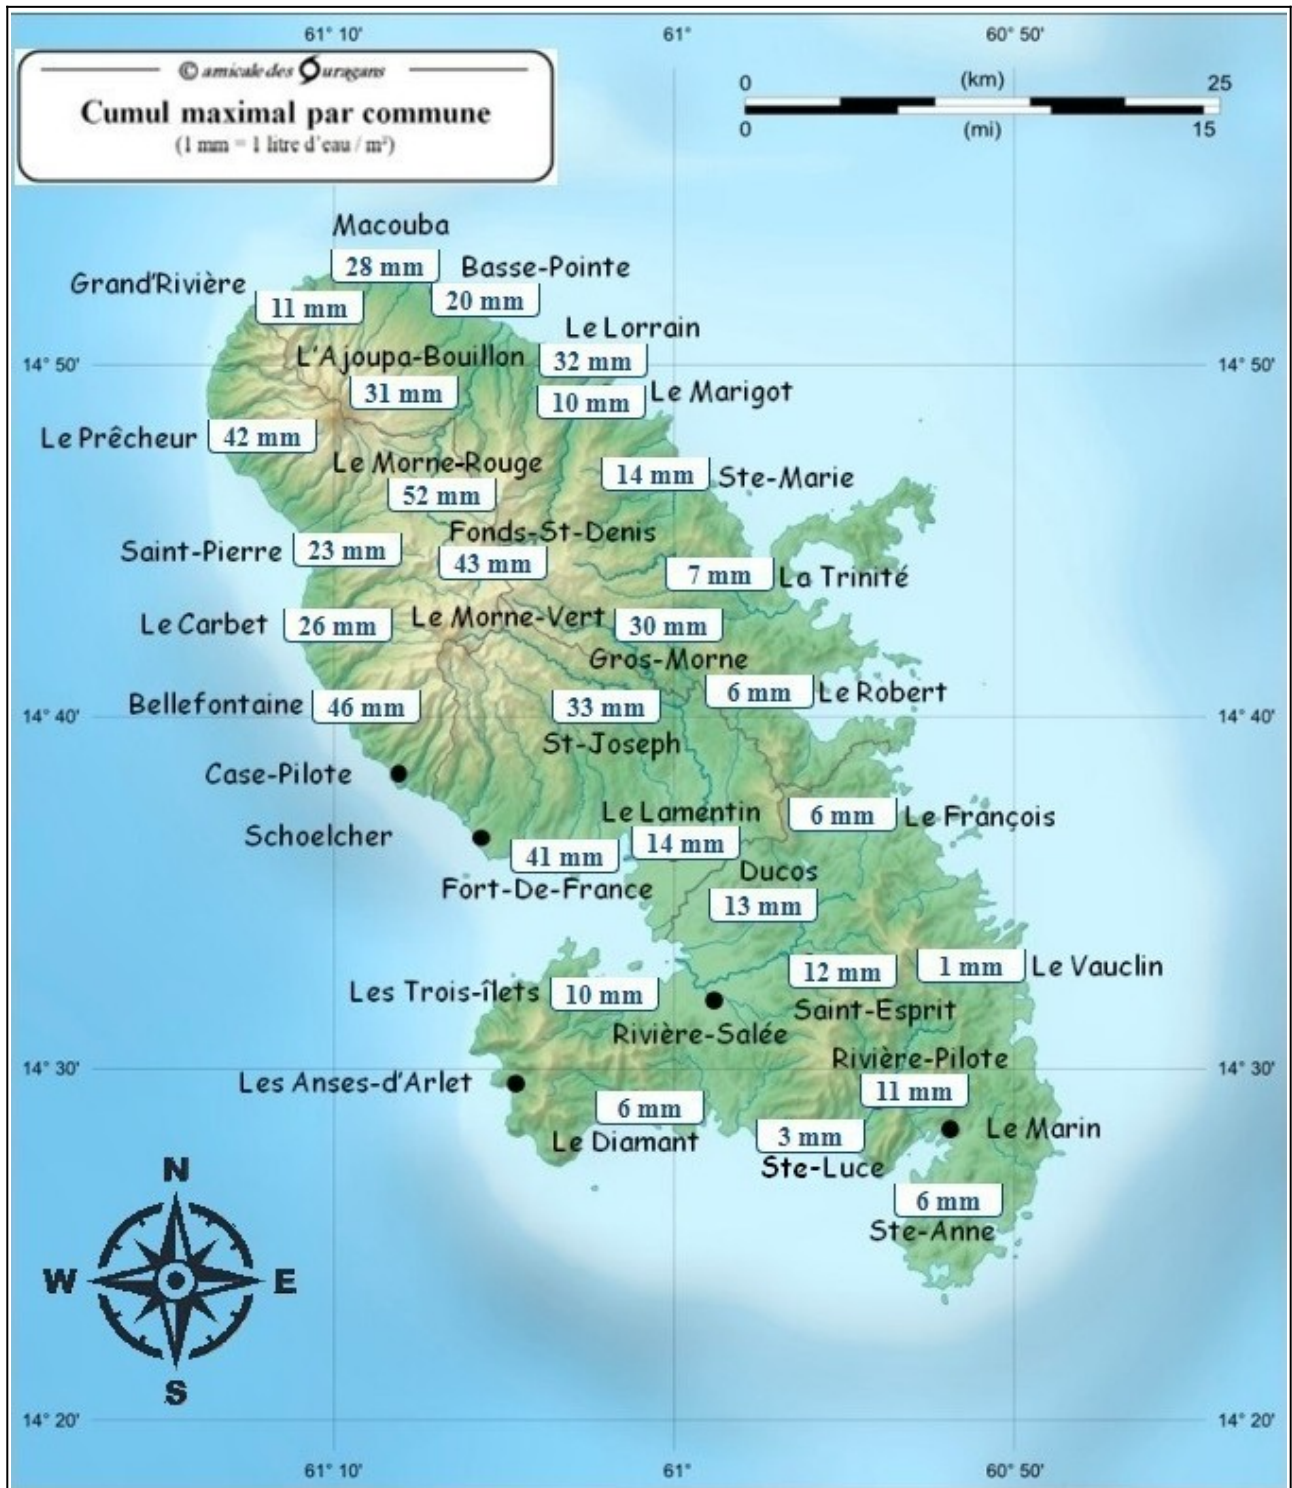 61° 10'
61°
60° 50'
© amicale des Ouragans
Cumul maximal par commune
(1 mm = 1 litre d'eau / m²)
0 (km) 25
0 (mi) 15
Macouba
28 mm
Grand'Rivière
11 mm
Basse-Pointe
20 mm
Le Lorrain
32 mm
14° 50'
14° 50'
L'Ajoupa-Bouillon
31 mm
Le Marigot
10 mm
Le Prêcheur
42 mm
Le Morne-Rouge
52 mm
14 mm
Ste-Marie
Fonds-St-Denis
43 mm
Saint-Pierre
23 mm
7 mm
La Trinité
Le Carbet
26 mm
Le Morne-Vert
30 mm
Gros-Morne
6 mm
Le Robert
Bellefontaine
46 mm
33 mm
St-Joseph
14° 40'
14° 40'
Case-Pilote
Le Lamentin
14 mm
6 mm
Le François
Schoelcher
41 mm
Fort-De-France
Ducos
13 mm
12 mm
Saint-Esprit
1 mm
Le Vauclin
Les Trois-îlets
10 mm
Rivière-Salée
Rivière-Pilote
11 mm
14° 30'
14° 30'
Les Anses-d'Arlet
6 mm
Le Diamant
3 mm
Ste-Luce
Le Marin
6 mm
Ste-Anne
N
W
E
S
14° 20'
14° 20'
61° 10'
61°
60° 50'